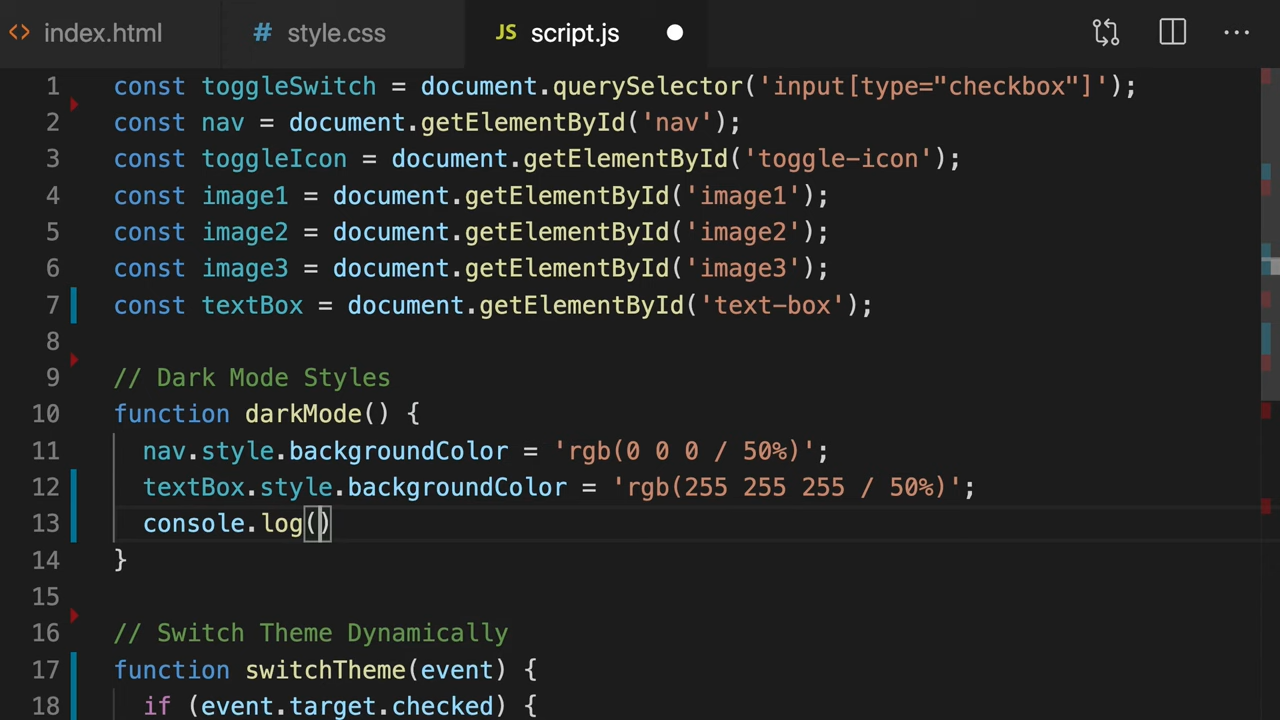 index.html
# style.css
JS script.js
1 const toggleSwitch = document.querySelector('input[type="checkbox"]');
2 const nav = document.getElementById('nav');
3 const toggleIcon = document.getElementById('toggle-icon');
4 const image1 = document.getElementById('image1');
5 const image2 = document.getElementById('image2');
6 const image3 = document.getElementById('image3');
7 const textBox = document.getElementById('text-box');
8
9 // Dark Mode Styles
10 function darkMode() {
11   nav.style.backgroundColor = 'rgb(0 0 0 / 50%)';
12   textBox.style.backgroundColor = 'rgb(255 255 255 / 50%)';
13   console.log()
14 }
15
16 // Switch Theme Dynamically
17 function switchTheme(event) {
18   if (event.target.checked) {